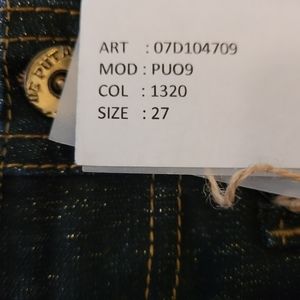 ART : 07D104709
MOD : PUO9
COL : 1320
SIZE : 27